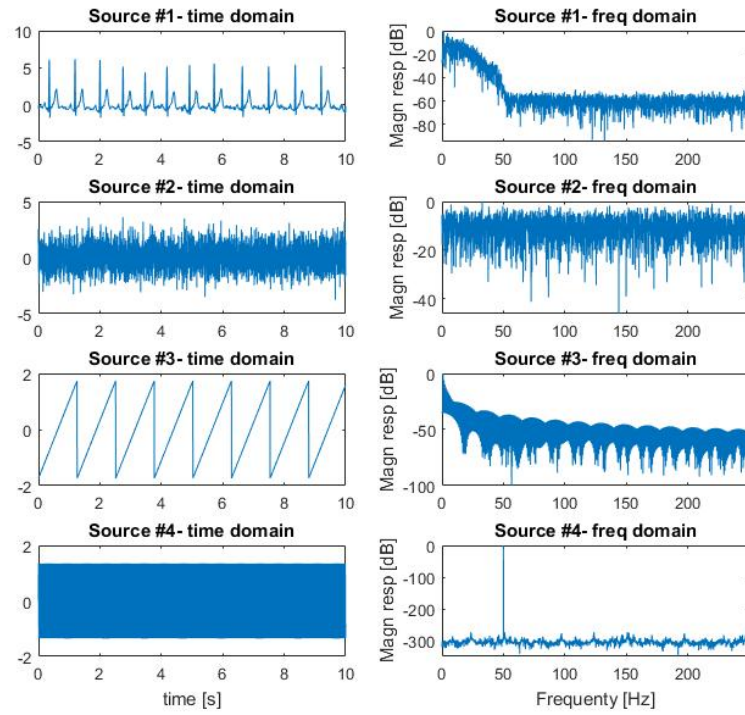 Source #1- time domain
10
5
0
-5
0 2 4 6 8 10
Source #1- freq domain
Magn resp [dB]
0
-20
-40
-60
-80
0 50 100 150 200
Source #2- time domain
5
0
-5
0 2 4 6 8 10
Source #2- freq domain
Magn resp [dB]
0
-20
-40
0 50 100 150 200
Source #3- time domain
2
0
-2
0 2 4 6 8 10
Source #3- freq domain
Magn resp [dB]
0
-50
-100
0 50 100 150 200
Source #4- time domain
2
0
-2
0 2 4 6 8 10
time [s]
Source #4- freq domain
Magn resp [dB]
0
-100
-200
-300
0 50 100 150 200
Frequenty [Hz]